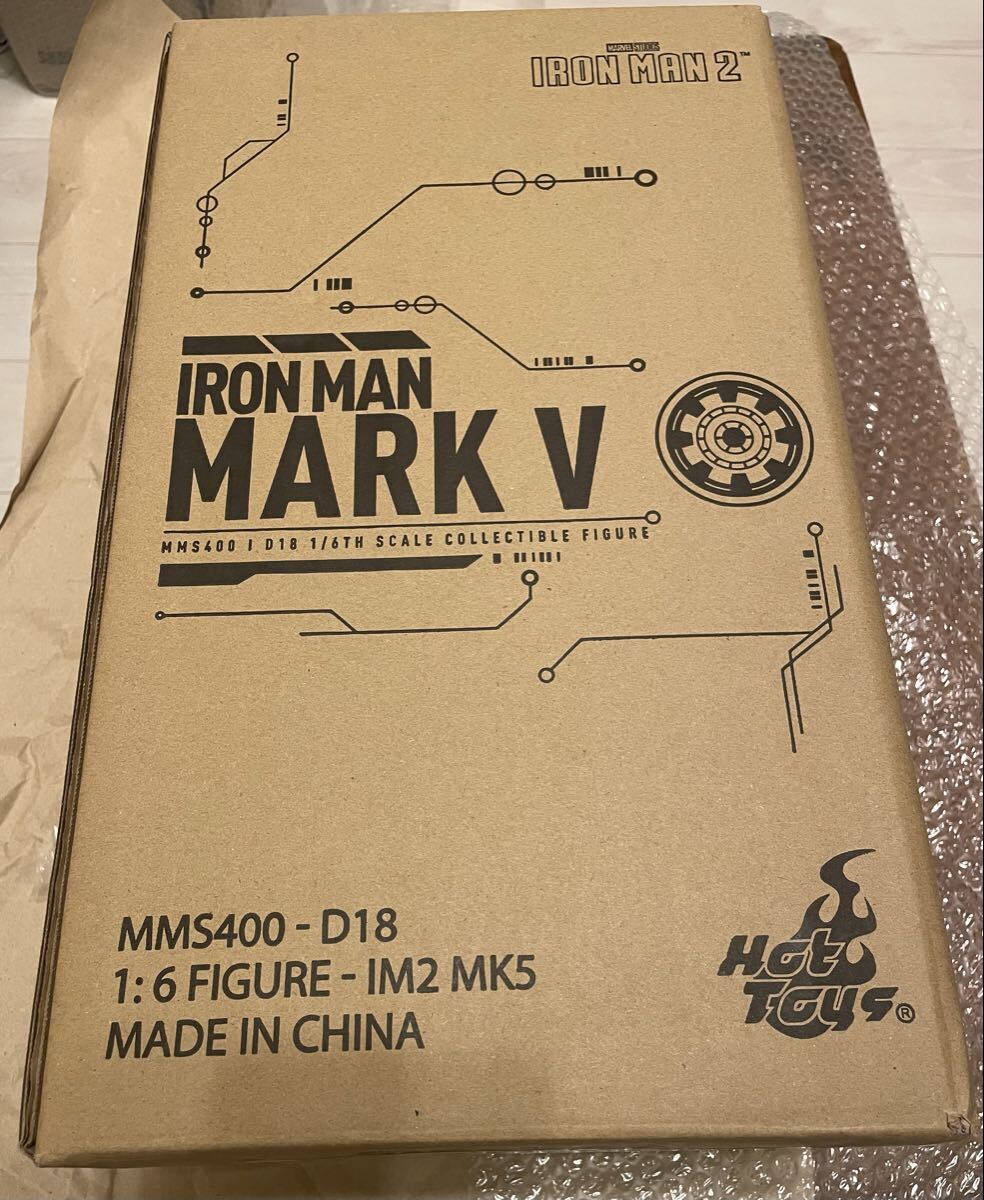 MARVEL STUDIOS
IRON MAN 2™
IRON MAN
MARK V
MMS400 | D18 1/6TH SCALE COLLECTIBLE FIGURE
MMS400 - D18
1: 6 FIGURE - IM2 MK5
MADE IN CHINA
Hot
Toys®